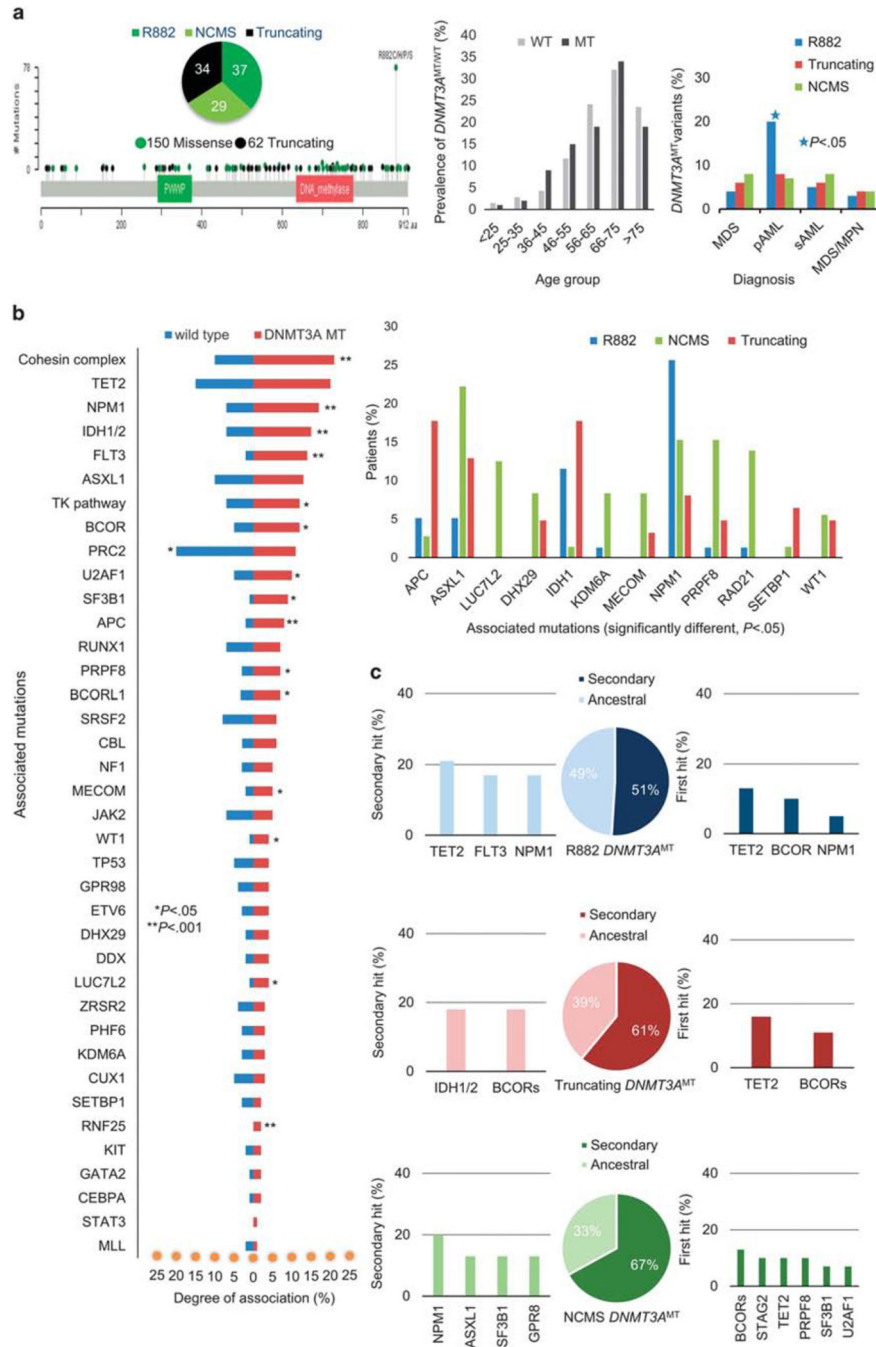 a
R882 NCMS Truncating
34 37
29
150 Missense 62 Truncating
R882C/H/P/S
# Mutations
78
5
0
PWWP
DNA_methylase
0 200 400 600 800 912 aa
Prevalence of DNMT3A^MT/WT (%)
WT MT
40
35
30
25
20
15
10
5
0
<25 25-35 36-45 46-55 56-65 66-75 >75
Age group
DNMT3A^MT variants (%)
R882
Truncating
NCMS
P<.05
30
20
10
0
MDS pAML sAML MDS/MPN
Diagnosis
b
wild type DNMT3A MT
Associated mutations
Cohesin complex **
TET2
NPM1 **
IDH1/2 **
FLT3 **
ASXL1
TK pathway *
BCOR *
PRC2 *
U2AF1 *
SF3B1 *
APC **
RUNX1
PRPF8 *
BCORL1 *
SRSF2
CBL
NF1
MECOM *
JAK2
WT1 *
TP53
GPR98
ETV6
DHX29
DDX
LUC7L2 *
ZRSR2
PHF6
KDM6A
CUX1
SETBP1
RNF25 **
KIT
GATA2
CEBPA
STAT3
MLL
*P<.05
**P<.001
25 20 15 10 5 0 5 10 15 20 25
Degree of association (%)
R882 NCMS Truncating
Patients (%)
30
25
20
15
10
5
0
APC ASXL1 LUC7L2 DHX29 IDH1 KDM6A MECOM NPM1 PRPF8 RAD21 SETBP1 WT1
Associated mutations (significantly different, P<.05)
c
Secondary hit (%)
40
20
0
TET2 FLT3 NPM1
Secondary
Ancestral
49% 51%
R882 DNMT3A^MT
First hit (%)
40
20
0
TET2 BCOR NPM1
Secondary hit (%)
40
20
0
IDH1/2 BCORs
Secondary
Ancestral
39%
61%
Truncating DNMT3A^MT
First hit (%)
40
20
0
TET2 BCORs
Secondary hit (%)
40
20
0
NPM1 ASXL1 SF3B1 GPR8
Secondary
Ancestral
33%
67%
NCMS DNMT3A^MT
First hit (%)
40
20
0
BCORs STAG2 TET2 PRPF8 SF3B1 U2AF1